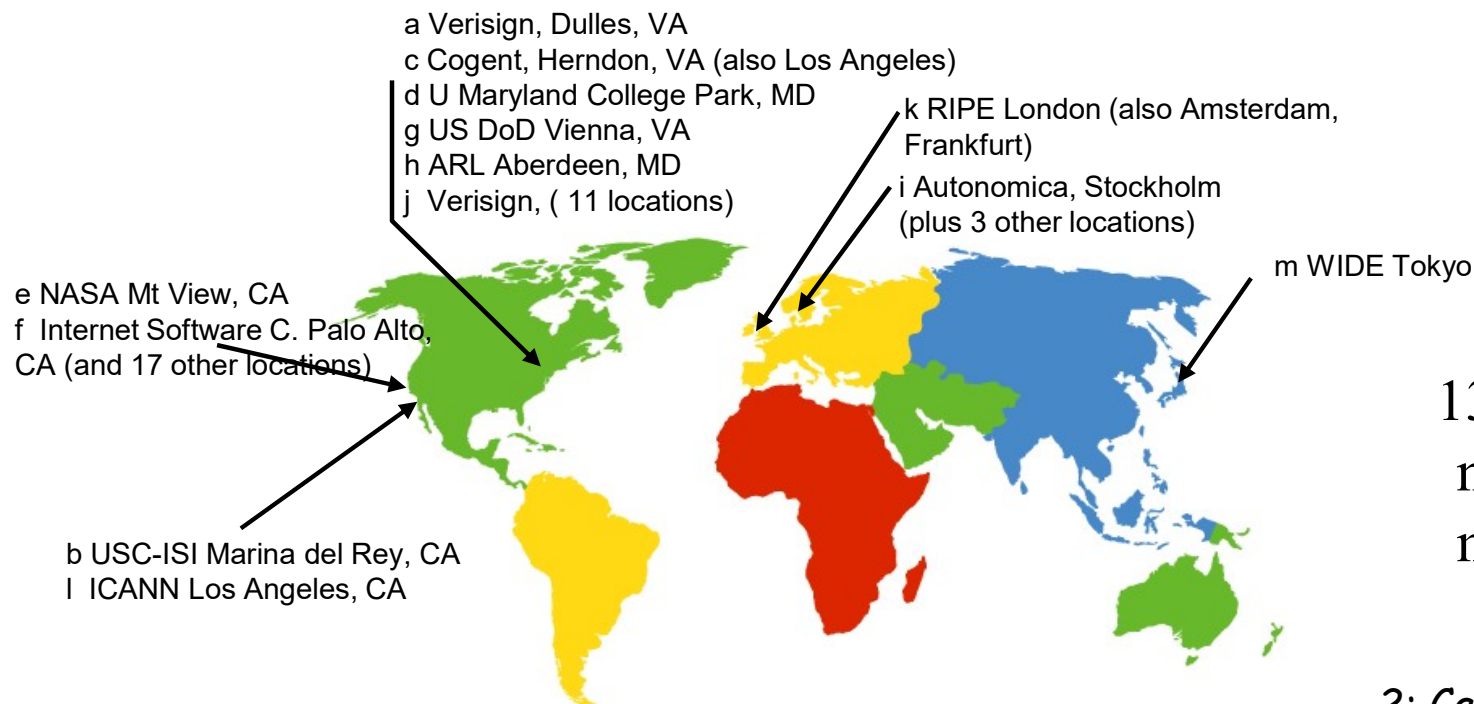 a Verisign, Dulles, VA
c Cogent, Herndon, VA (also Los Angeles)
d U Maryland College Park, MD
g US DoD Vienna, VA
h ARL Aberdeen, MD
j Verisign, ( 11 locations)
k RIPE London (also Amsterdam,
Frankfurt)
i Autonomica, Stockholm
(plus 3 other locations)
m WIDE Tokyo
e NASA Mt View, CA
f Internet Software C. Palo Alto,
CA (and 17 other locations)
b USC-ISI Marina del Rey, CA
l ICANN Los Angeles, CA
13
n
n
2: